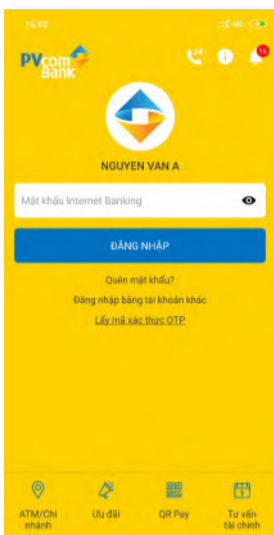 15:02
4G
PVcom
Bank
24
16
NGUYEN VAN A
Mật khẩu Internet Banking
ĐĂNG NHẬP
Quên mật khẩu?
Đăng nhập bằng tài khoản khác
Lấy mã xác thực OTP
ATM/Chi nhánh
Ưu đãi
QR Pay
Tư vấn tài chính